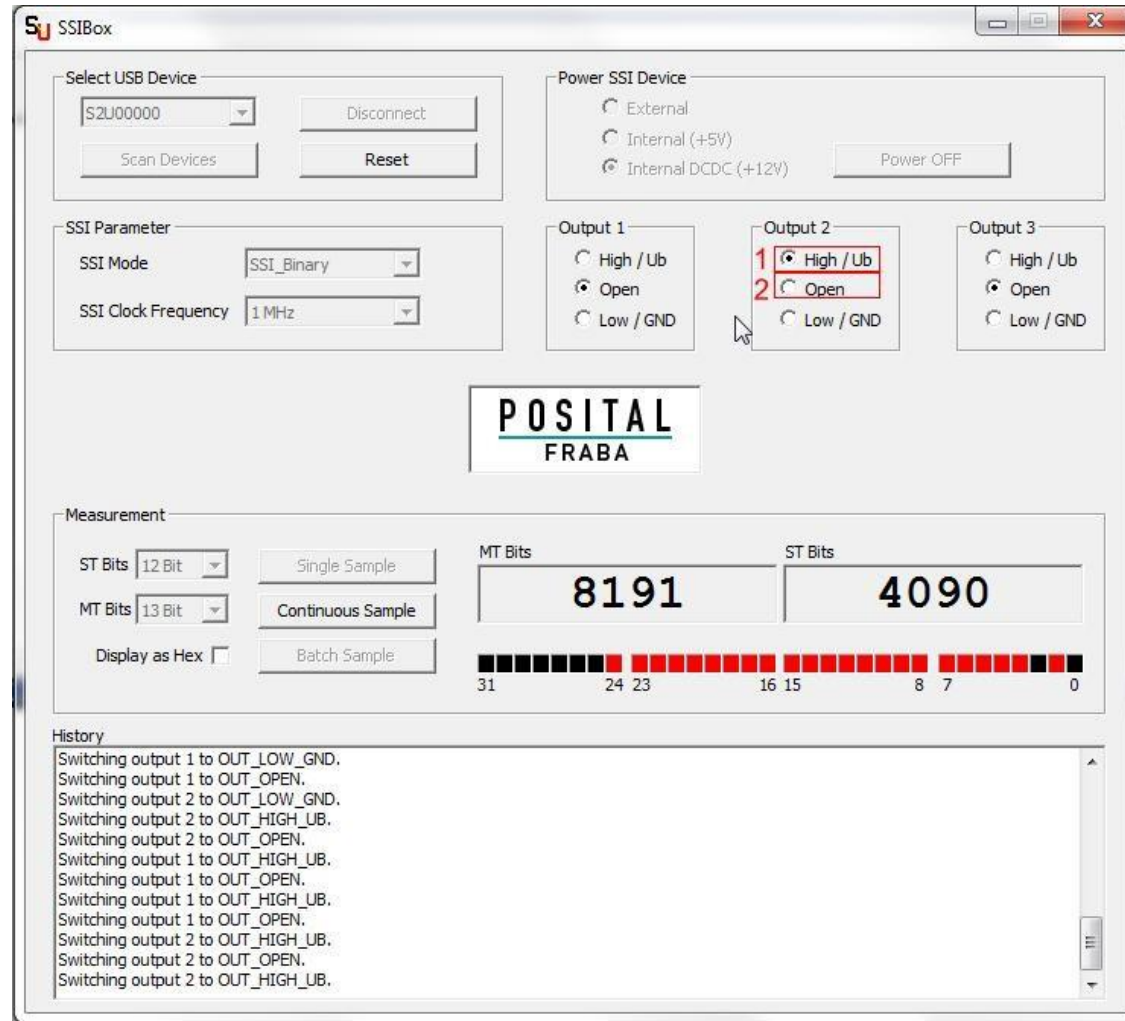 SU SSIBox
Select USB Device
S2U00000
Disconnect
Scan Devices
Reset
Power SSI Device
External
Internal (+5V)
Internal DCDC (+12V)
Power OFF
SSI Parameter
SSI Mode
SSI_Binary
SSI Clock Frequency
1 MHz
Output 1
High / Ub
Open
Low / GND
Output 2
1
High / Ub
2
Open
Low / GND
Output 3
High / Ub
Open
Low / GND
POSITAL
FRABA
Measurement
ST Bits
12 Bit
Single Sample
MT Bits
13 Bit
Continuous Sample
Display as Hex
Batch Sample
MT Bits
8191
ST Bits
4090
31 24 23 16 15 8 7 0
History
Switching output 1 to OUT_LOW_GND.
Switching output 1 to OUT_OPEN.
Switching output 2 to OUT_LOW_GND.
Switching output 2 to OUT_HIGH_UB.
Switching output 2 to OUT_OPEN.
Switching output 1 to OUT_HIGH_UB.
Switching output 1 to OUT_OPEN.
Switching output 1 to OUT_HIGH_UB.
Switching output 1 to OUT_OPEN.
Switching output 2 to OUT_HIGH_UB.
Switching output 2 to OUT_OPEN.
Switching output 2 to OUT_HIGH_UB.